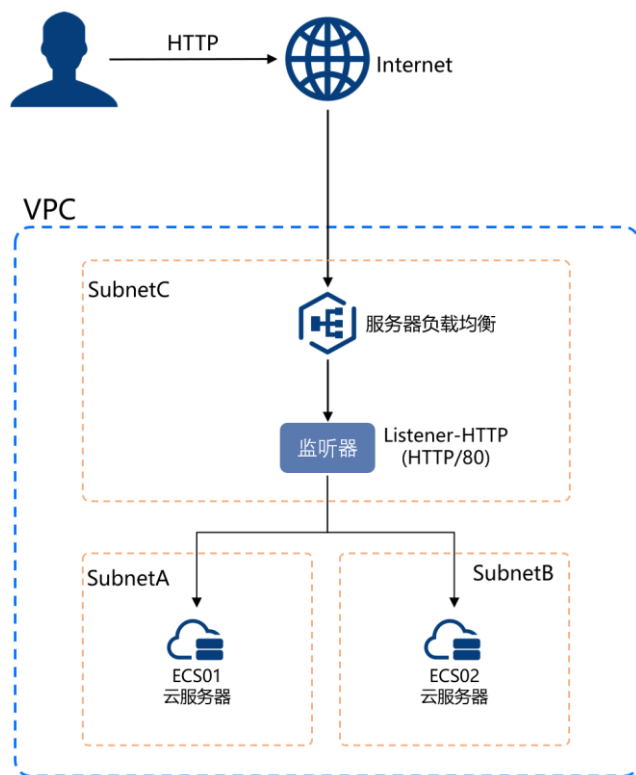 HTTP
Internet
VPC
SubnetC
服务器负载均衡
监听器
Listener-HTTP
(HTTP/80)
SubnetA
SubnetB
ECS01
云服务器
ECS02
云服务器